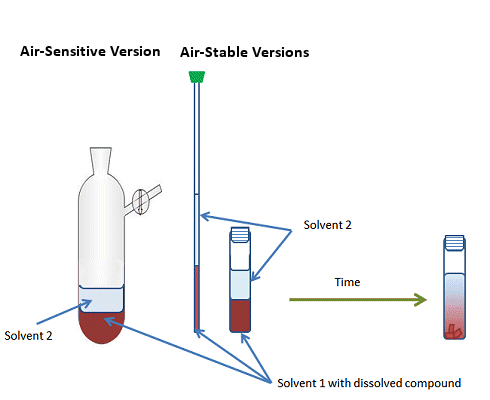 Air-Sensitive Version
Air-Stable Versions
Solvent 2
Time
Solvent 2
Solvent 1 with dissolved compound